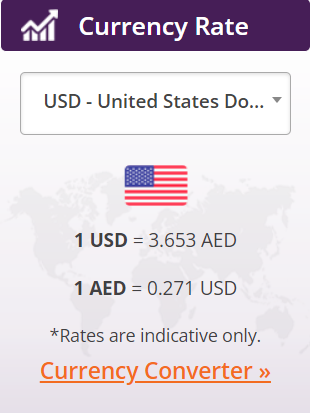 Currency Rate
USD - United States Do...
1 USD = 3.653 AED
1 AED = 0.271 USD
*Rates are indicative only.
Currency Converter »